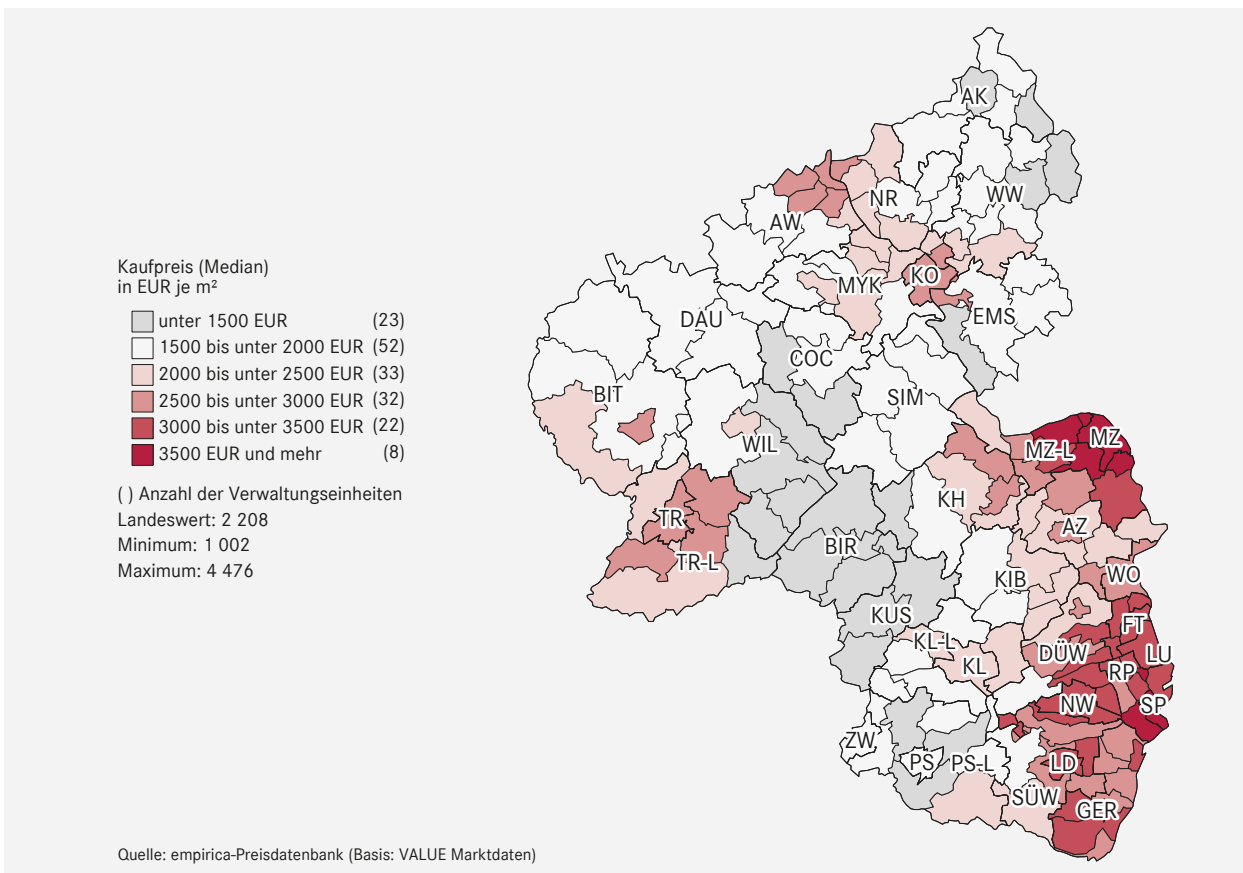 AK
NR
WW
AW
KO
MYK
EMS
DAU
COC
BIT
SIM
WIL
MZ
MZ-L
KH
TR
AZ
BIR
TR-L
KIB
WO
KUS
FT
KL-L
DÜW
LU
KL
RP
NW
SP
ZW
PS
PS-L
LD
SÜW
GER
Kaufpreis (Median)
in EUR je m²
unter 1500 EUR (23)
1500 bis unter 2000 EUR (52)
2000 bis unter 2500 EUR (33)
2500 bis unter 3000 EUR (32)
3000 bis unter 3500 EUR (22)
3500 EUR und mehr (8)
( ) Anzahl der Verwaltungseinheiten
Landeswert: 2 208
Minimum: 1 002
Maximum: 4 476
Quelle: empirica-Preisdatenbank (Basis: VALUE Marktdaten)